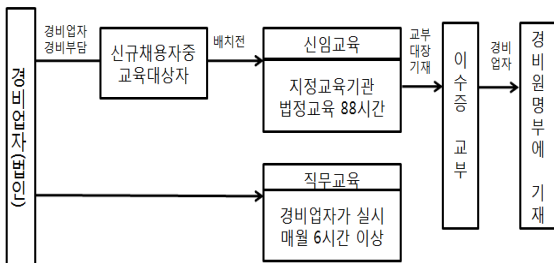 경비업자(법인)
경비업자
경비부담
신규채용자중
교육대상자
배치전
신임교육
지정교육기관
법정교육 88시간
교부
대장
기재
이수증 교부
경비
업자
경비원명부에 기재
직무교육
경비업자가 실시
매월 6시간 이상